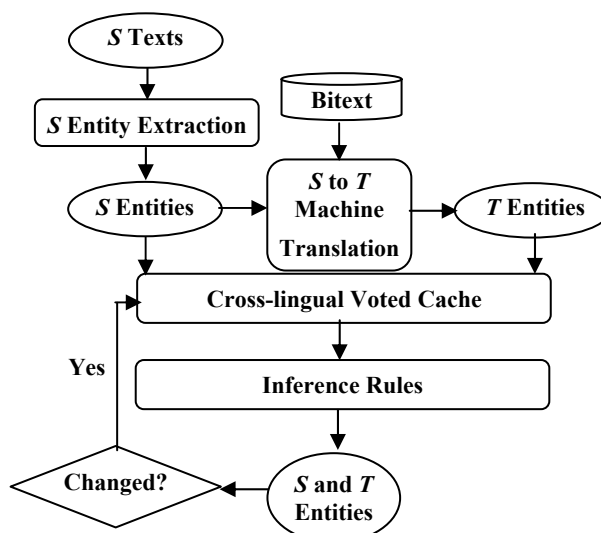 S Texts
Bitext
S Entity Extraction
S to T
Machine
Translation
S Entities
T Entities
Cross-lingual Voted Cache
Yes
Inference Rules
Changed?
S and T
Entities